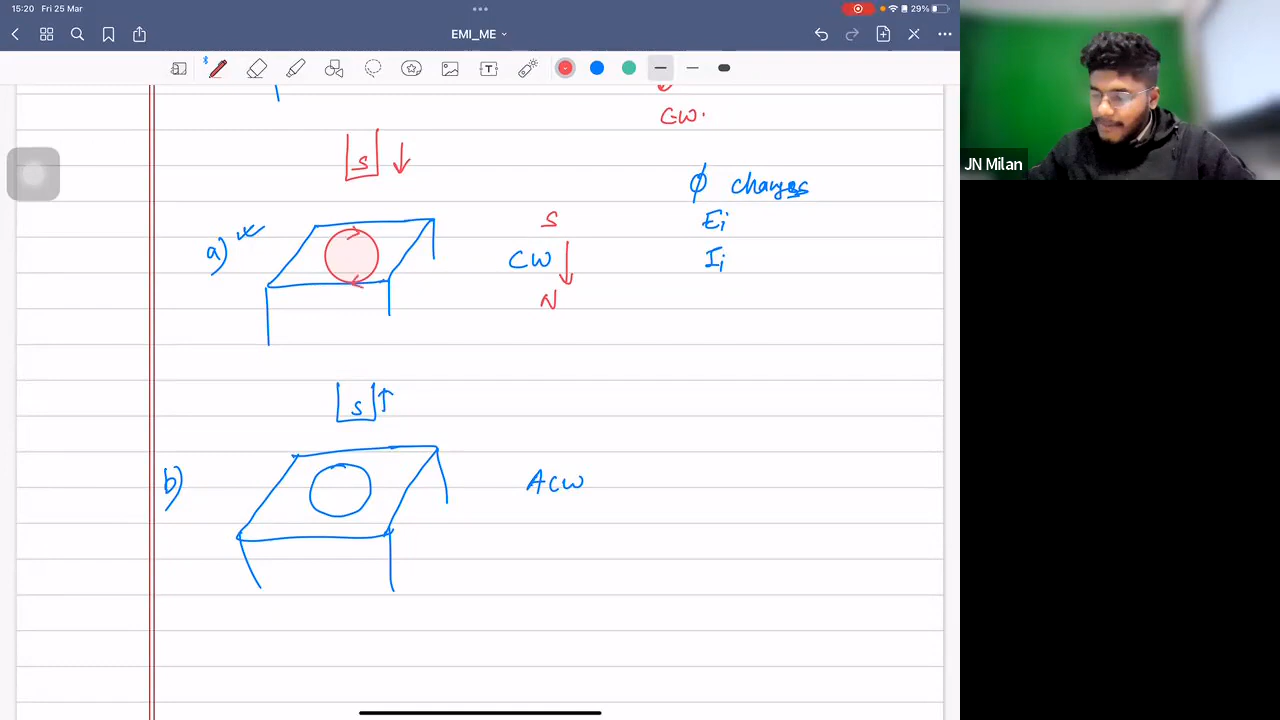 15:20 Fri 25 Mar
29%
EMI_ME
T
CW.
S
ϕ changes
a)
S
Ei
CW
Ii
N
S
b)
ACW
JN Milan